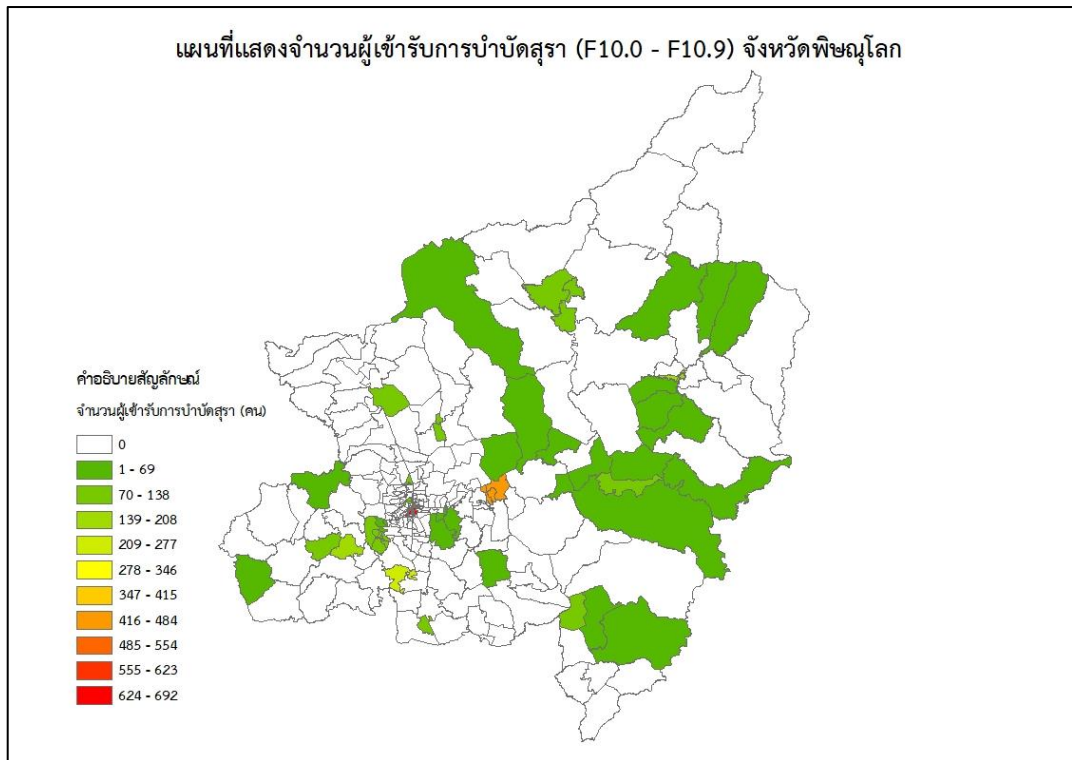 แผนที่แสดงจำนวนผู้เข้ารับการบำบัดสุรา (F10.0 - F10.9) จังหวัดพิษณุโลก
คำอธิบายสัญลักษณ์
จำนวนผู้เข้ารับการบำบัดสุรา (คน)
0
1 - 69
70 - 138
139 - 208
209 - 277
278 - 346
347 - 415
416 - 484
485 - 554
555 - 623
624 - 692